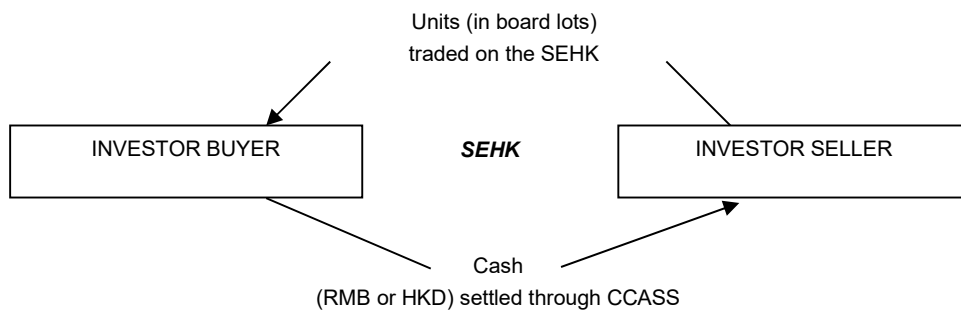 Units (in board lots)
traded on the SEHK
INVESTOR BUYER
SEHK
INVESTOR SELLER
Cash
(RMB or HKD) settled through CCASS